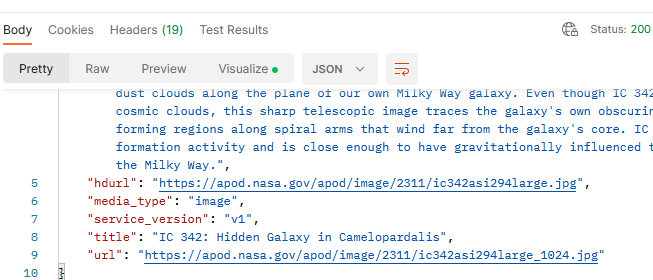 Body Cookies Headers (19) Test Results Status: 200
Pretty Raw Preview Visualize JSON
dust clouds along the plane of our own Milky Way galaxy. Even though IC 342
cosmic clouds, this sharp telescopic image traces the galaxy's own obscurin
forming regions along spiral arms that wind far from the galaxy's core. IC
formation activity and is close enough to have gravitationally influenced t
the Milky Way.",
5 "hdurl": "https://apod.nasa.gov/apod/image/2311/ic342asi294large.jpg",
6 "media_type": "image",
7 "service_version": "v1",
8 "title": "IC 342: Hidden Galaxy in Camelopardalis",
9 "url": "https://apod.nasa.gov/apod/image/2311/ic342asi294large_1024.jpg"
10 }